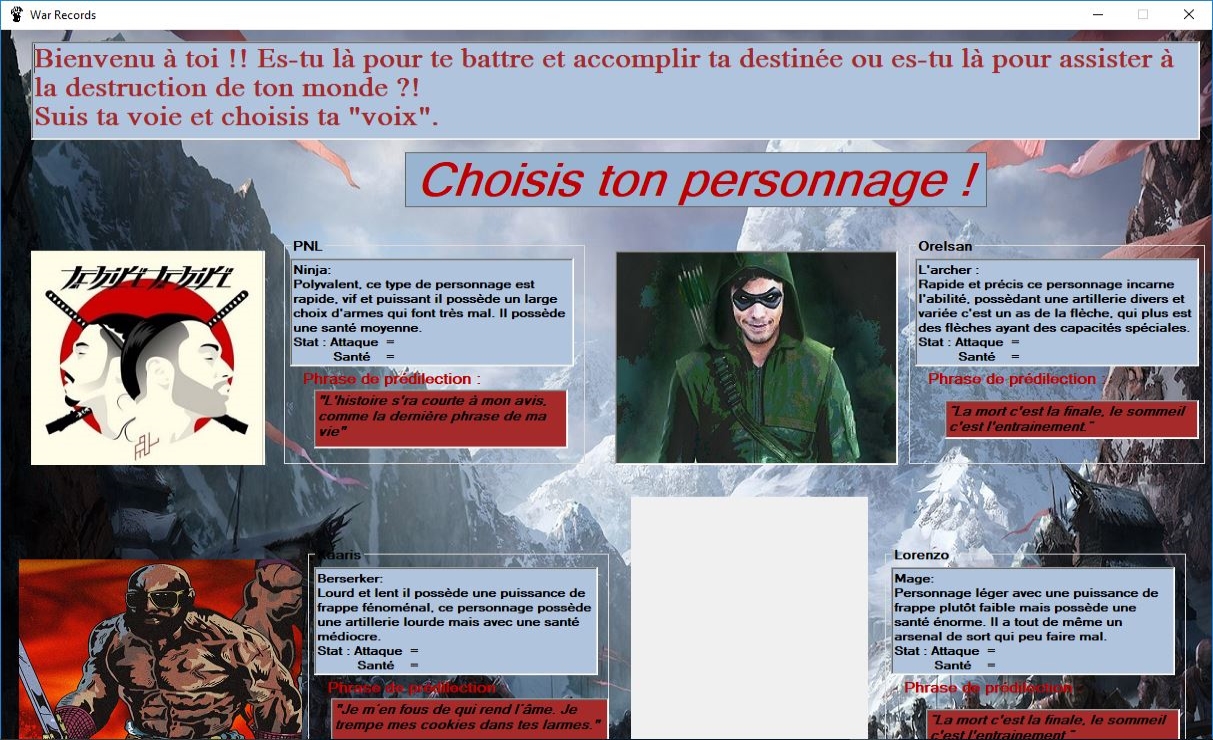 War Records
Bienvenu à toi !! Es-tu là pour te battre et accomplir ta destinée ou es-tu là pour assister à
la destruction de ton monde ?!
Suis ta voie et choisis ta "voix".
Choisis ton personnage !
PNL
Ninja:
Polyvalent, ce type de personnage est
rapide, vif et puissant il possède un large
choix d'armes qui font très mal. Il possède
une santé moyenne.
Stat : Attaque =
Santé =
Phrase de prédilection :
"L'histoire s'ra courte à mon avis,
comme la dernière phrase de ma
vie"
Orelsan
L'archer :
Rapide et précis ce personnage incarne
l'abilité, possèdant une artillerie divers et
variée c'est un as de la flèche, qui plus est
des flèches ayant des capacités spéciales.
Stat : Attaque =
Santé =
Phrase de prédilection :
"La mort c'est la finale, le sommeil
c'est l'entrainement."
Kaaris
Berserker:
Lourd et lent il possède une puissance de
frappe fénoménal, ce personnage possède
une artillerie lourde mais avec une santé
médiocre.
Stat : Attaque =
Santé =
Phrase de prédilection :
"Je m'en fous de qui rend l'âme. Je
trempe mes cookies dans tes larmes."
Lorenzo
Mage:
Personnage léger avec une puissance de
frappe plutôt faible mais possède une
santé énorme. Il a tout de même un
arsenal de sort qui peu faire mal.
Stat : Attaque =
Santé =
Phrase de prédilection :
"La mort c'est la finale, le sommeil
c'est l'entrainement."